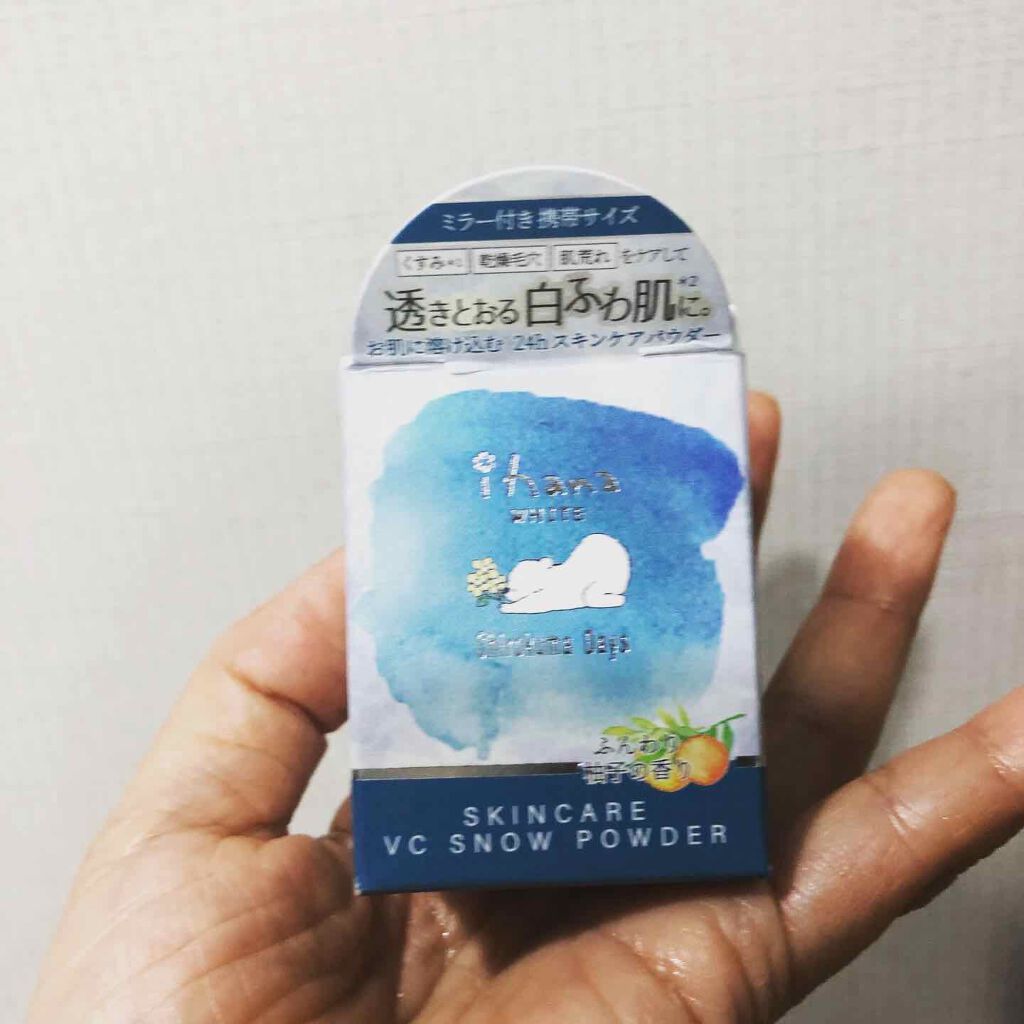 ミラー付き携帯サイズ
くすみ*1 乾燥毛穴 肌荒れ をケアして
透きとおる白ふわ肌に。*2
お肌に溶け込む 24h スキンケアパウダー
ihana
WHITE
Shirokuma Days
ふんわり
柚子の香り
SKINCARE
VC SNOW POWDER